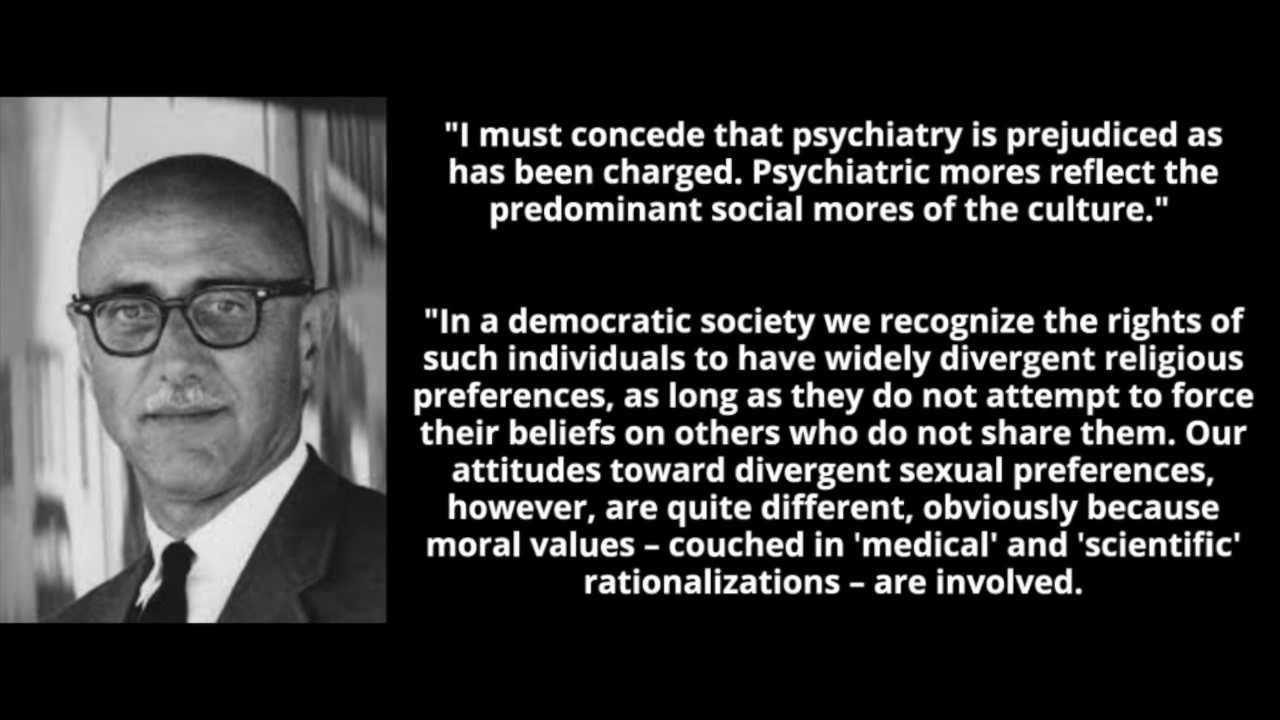 "I must concede that psychiatry is prejudiced as
has been charged. Psychiatric mores reflect the
predominant social mores of the culture."
"In a democratic society we recognize the rights of
such individuals to have widely divergent religious
preferences, as long as they do not attempt to force
their beliefs on others who do not share them. Our
attitudes toward divergent sexual preferences,
however, are quite different, obviously because
moral values – couched in 'medical' and 'scientific'
rationalizations – are involved.